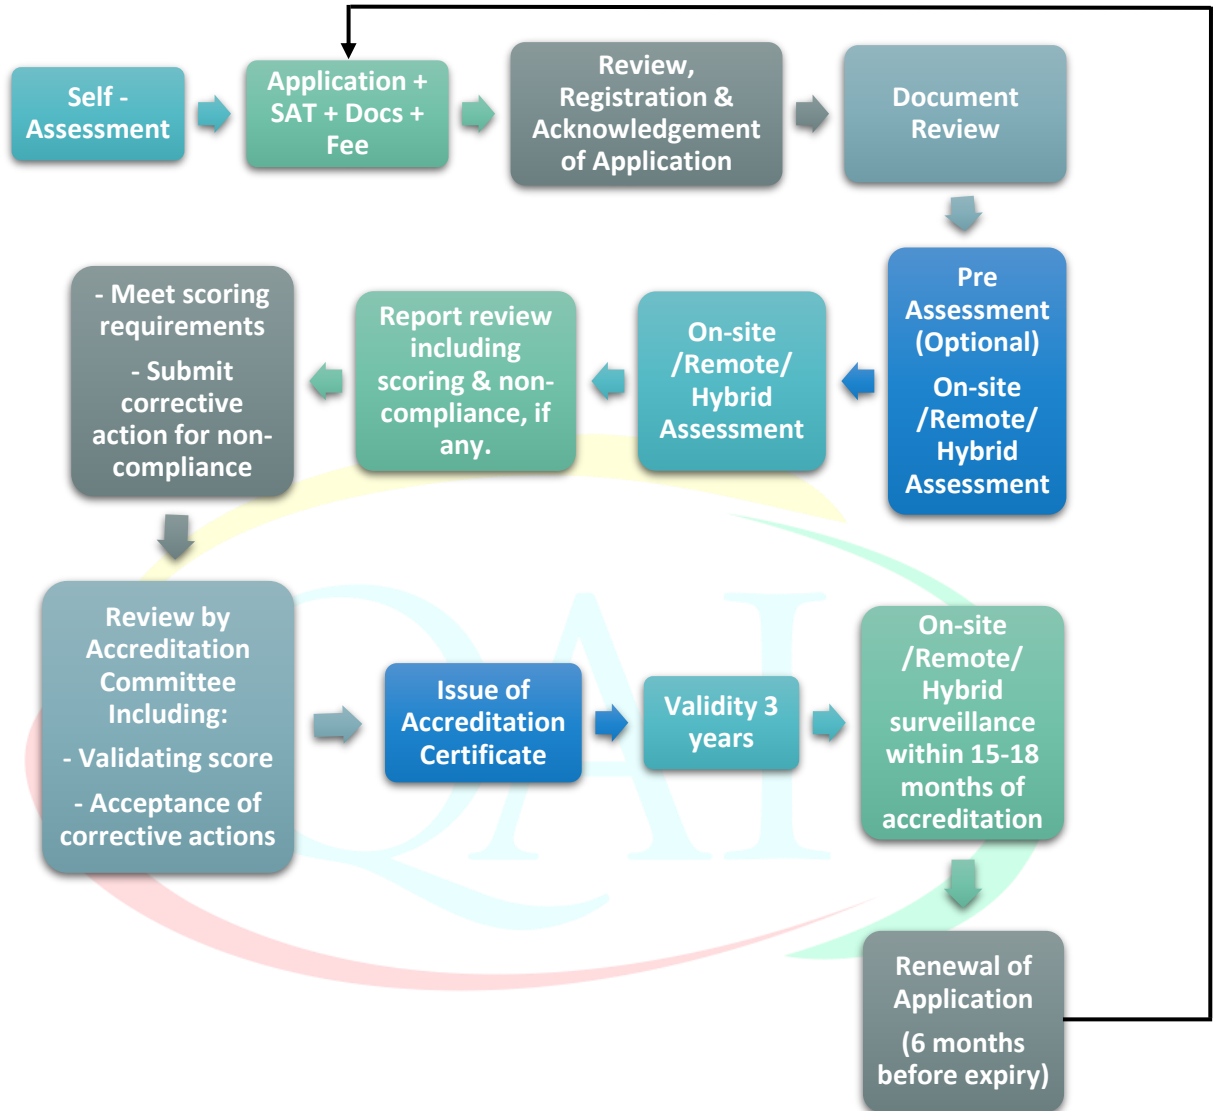 Self -
Assessment
Application +
SAT + Docs +
Fee
Review,
Registration &
Acknowledgement
of Application
Document
Review
Pre
Assessment
(Optional)
On-site
/Remote/
Hybrid
Assessment
On-site
/Remote/
Hybrid
Assessment
Report review
including
scoring & non-
compliance, if
any.
- Meet scoring
requirements
- Submit
corrective
action for non-
compliance
Review by
Accreditation
Committee
Including:
- Validating score
- Acceptance of
corrective actions
Issue of
Accreditation
Certificate
Validity 3
years
On-site
/Remote/
Hybrid
surveillance
within 15-18
months of
accreditation
Renewal of
Application
(6 months
before expiry)
QAI